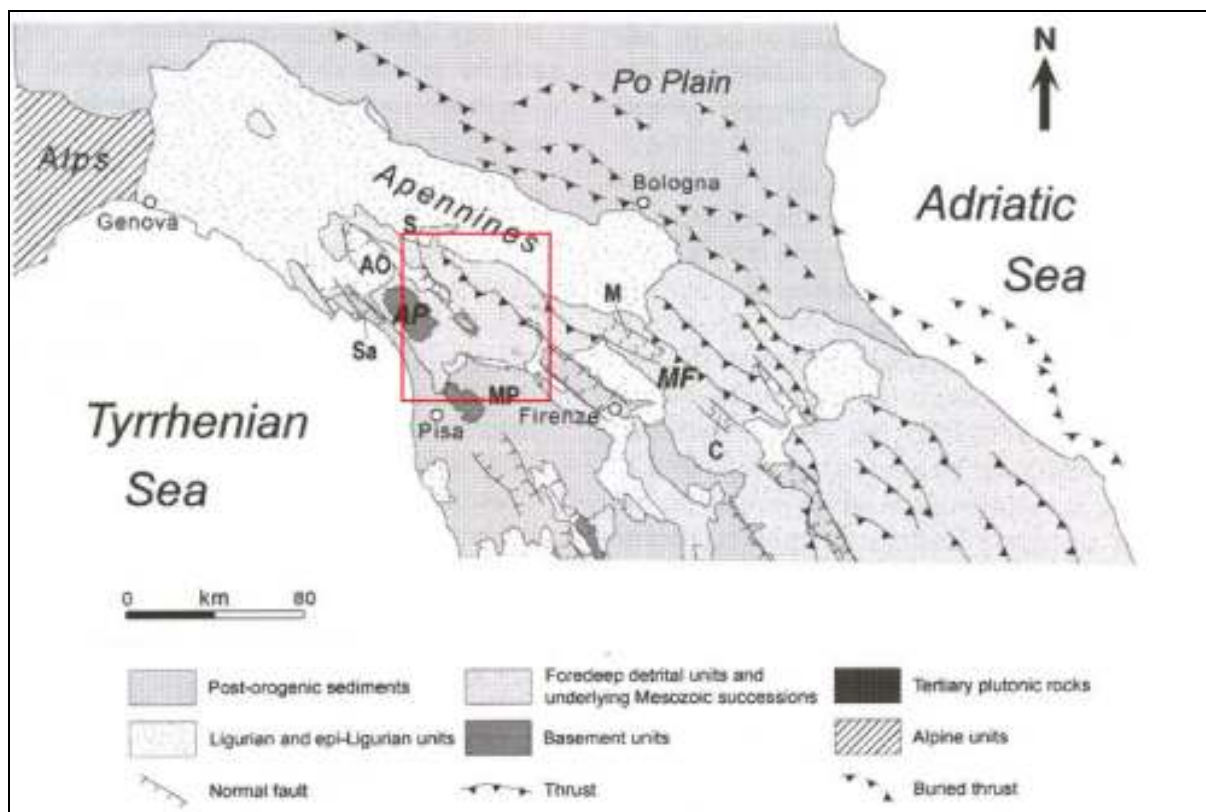 N
Po Plain
Alps
Apennines
Bologna
Adriatic
Sea
Genova
S
AO
M
AP
Sa
MF
MP
Firenze
Pisa
C
Tyrrhenian
Sea
0 km 80
Post-orogenic sediments
Foredeep detrital units and
underlying Mesozoic successions
Tertiary plutonic rocks
Ligurian and epi-Ligurian units
Basement units
Alpine units
Normal fault
Thrust
Buried thrust